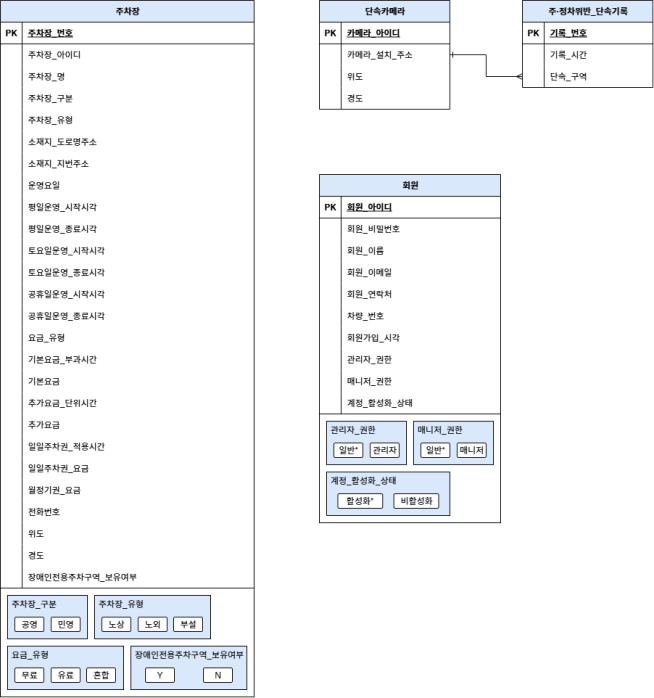 주차장
PK 주차장_번호
주차장_아이디
주차장_명
주차장_구분
주차장_유형
소재지_도로명주소
소재지_지번주소
운영요일
평일운영_시작시각
평일운영_종료시각
토요일운영_시작시각
토요일운영_종료시각
공휴일운영_시작시각
공휴일운영_종료시각
요금_유형
기본요금_부과시간
기본요금
추가요금_단위시간
추가요금
일일주차권_적용시간
일일주차권_요금
월정기권_요금
전화번호
위도
경도
장애인전용주차구역_보유여부
주차장_구분
공영 민영
주차장_유형
노상 노외 부설
요금_유형
무료 유료 혼합
장애인전용주차구역_보유여부
Y N
단속카메라
PK 카메라_아이디
카메라_설치_주소
위도
경도
주·정차위반_단속기록
PK 기록_번호
기록_시간
단속_구역
회원
PK 회원_아이디
회원_비밀번호
회원_이름
회원_이메일
회원_연락처
차량_번호
회원가입_시각
관리자_권한
매니저_권한
계정_활성화_상태
관리자_권한
일반* 관리자
매니저_권한
일반* 매니저
계정_활성화_상태
활성화* 비활성화